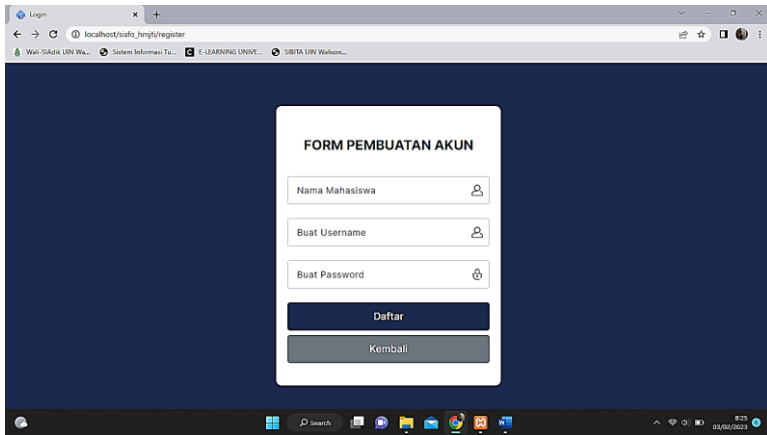 Login
localhost/sisfo_hmjti/register
Wali-SIAdik UIN Wa...
Sistem Informasi Tu...
E-LEARNING UNIVE...
SIBITA UIN Walison...
FORM PEMBUATAN AKUN
Nama Mahasiswa
Buat Username
Buat Password
Daftar
Kembali
Search
8:25
03/02/2023